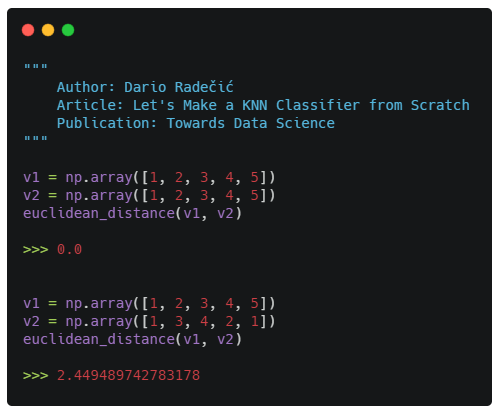 """
    Author: Dario Radečić
    Article: Let's Make a KNN Classifier from Scratch
    Publication: Towards Data Science
"""
v1 = np.array([1, 2, 3, 4, 5])
v2 = np.array([1, 2, 3, 4, 5])
euclidean_distance(v1, v2)
>>> 0.0
v1 = np.array([1, 2, 3, 4, 5])
v2 = np.array([1, 3, 4, 2, 1])
euclidean_distance(v1, v2)
>>> 2.449489742783178